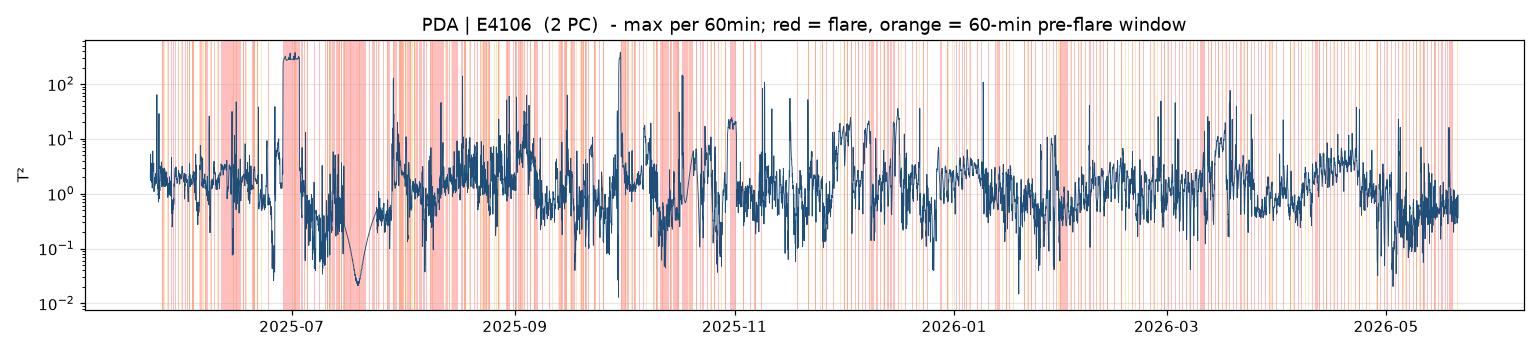 PDA | E4106  (2 PC)  - max per 60min; red = flare, orange = 60-min pre-flare window
T²
10²
10¹
10⁰
10⁻¹
10⁻²
2025-07 2025-09 2025-11 2026-01 2026-03 2026-05